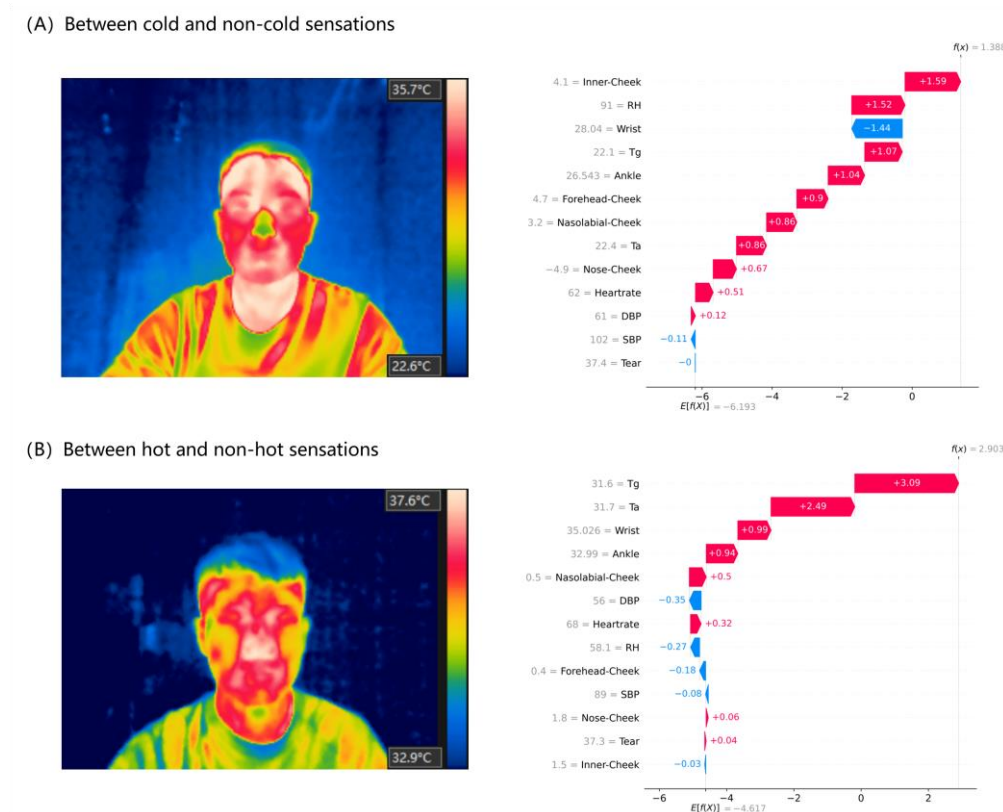 (A) Between cold and non-cold sensations
35.7°C
22.6°C
f(x) = 1.388
4.1 = Inner-Cheek +1.59
91 = RH +1.52
28.04 = Wrist −1.44
22.1 = Tg +1.07
26.543 = Ankle +1.04
4.7 = Forehead-Cheek +0.9
3.2 = Nasolabial-Cheek +0.86
22.4 = Ta +0.86
−4.9 = Nose-Cheek +0.67
62 = Heartrate +0.51
61 = DBP +0.12
102 = SBP −0.11
37.4 = Tear −0
−6 −4 −2 0
E[f(X)] = −6.193
(B) Between hot and non-hot sensations
37.6°C
32.9°C
f(x) = 2.903
31.6 = Tg +3.09
31.7 = Ta +2.49
35.026 = Wrist +0.99
32.99 = Ankle +0.94
0.5 = Nasolabial-Cheek +0.5
56 = DBP −0.35
68 = Heartrate +0.32
58.1 = RH −0.27
0.4 = Forehead-Cheek −0.18
89 = SBP −0.08
1.8 = Nose-Cheek +0.06
37.3 = Tear +0.04
1.5 = Inner-Cheek −0.03
−6 −4 −2 0 2
E[f(X)] = −4.617